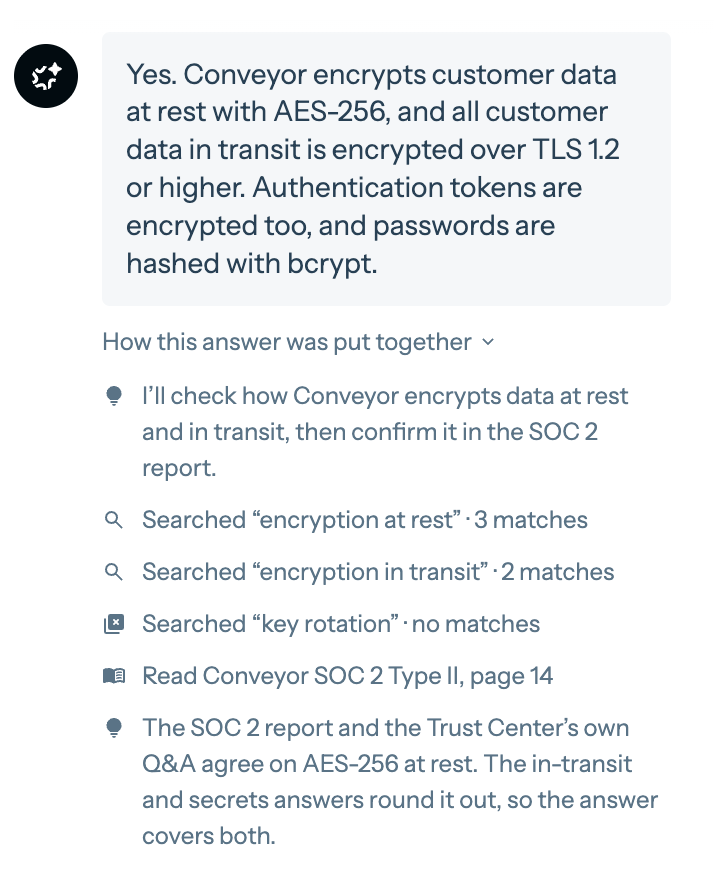 Yes. Conveyor encrypts customer data
at rest with AES-256, and all customer
data in transit is encrypted over TLS 1.2
or higher. Authentication tokens are
encrypted too, and passwords are
hashed with bcrypt.
How this answer was put together
I’ll check how Conveyor encrypts data at rest
and in transit, then confirm it in the SOC 2
report.
Searched “encryption at rest” · 3 matches
Searched “encryption in transit” · 2 matches
Searched “key rotation” · no matches
Read Conveyor SOC 2 Type II, page 14
The SOC 2 report and the Trust Center’s own
Q&A agree on AES-256 at rest. The in-transit
and secrets answers round it out, so the answer
covers both.